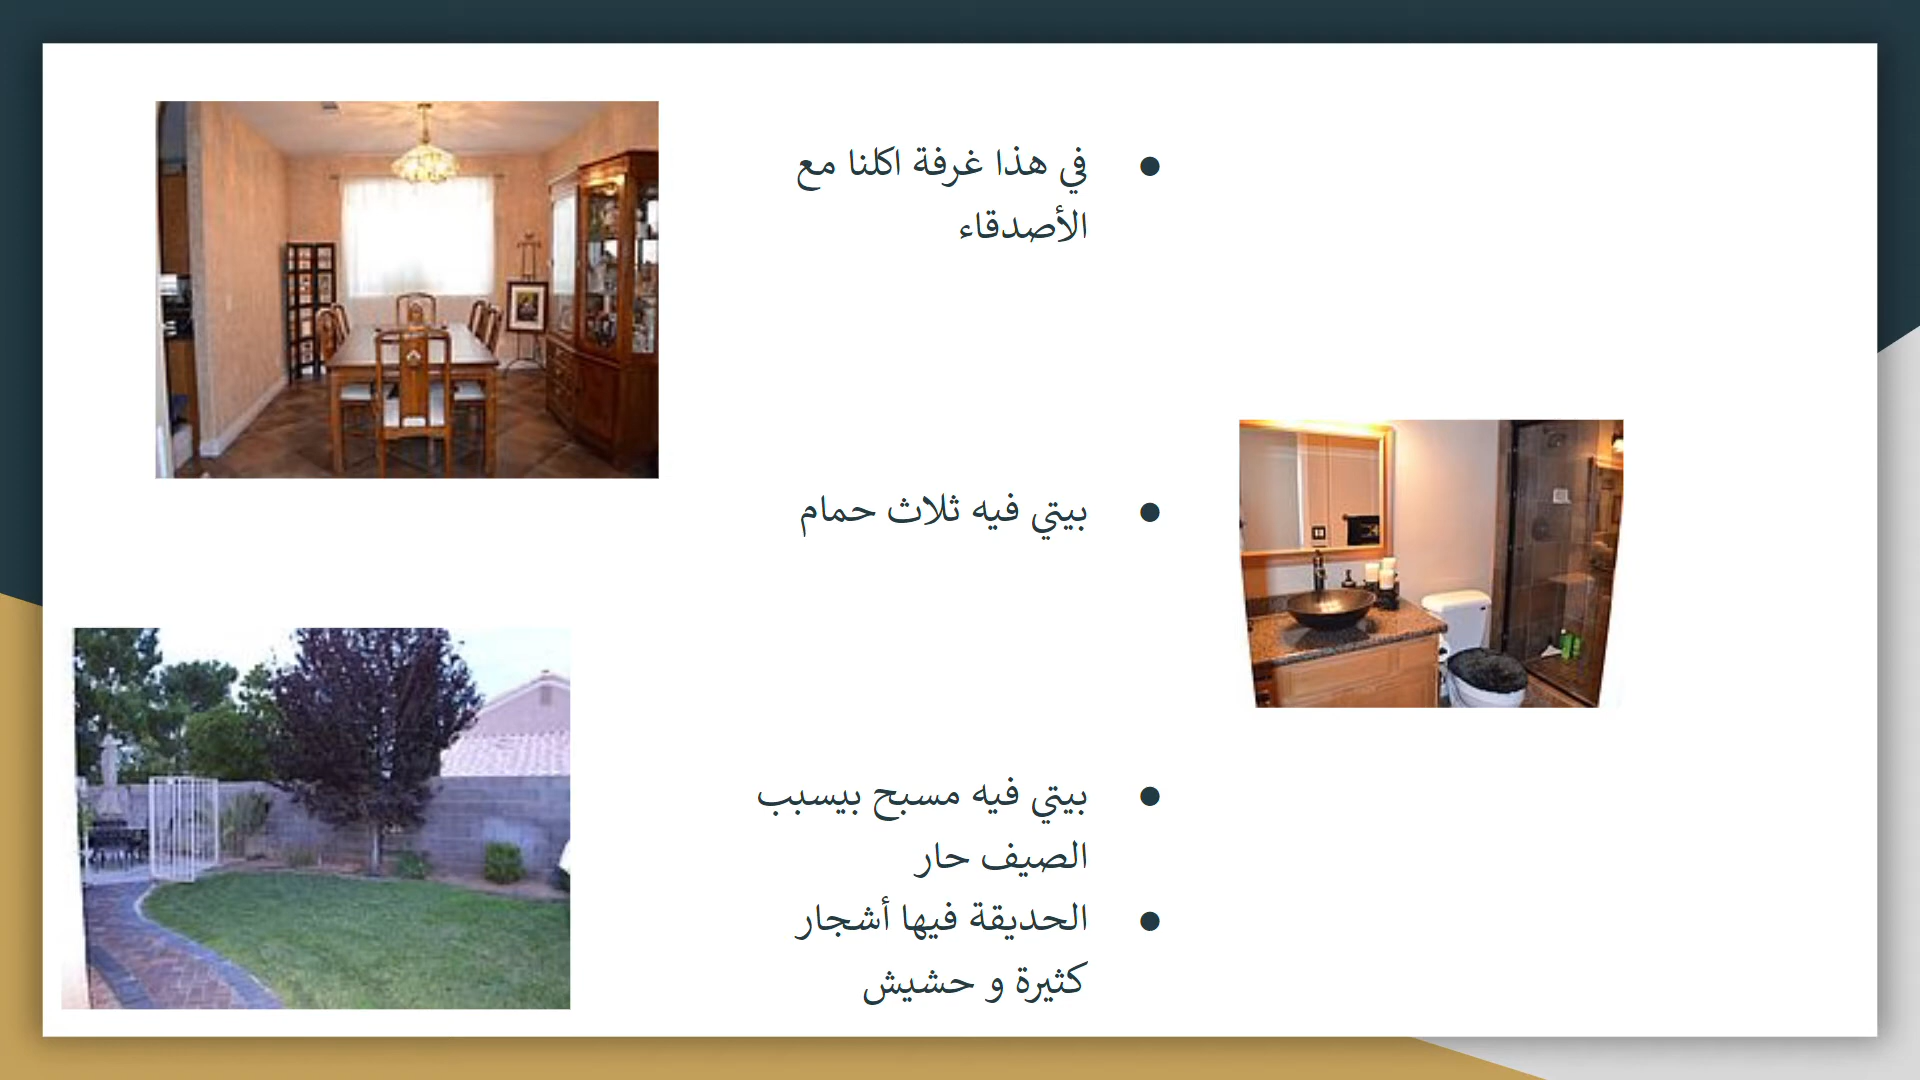 ● في هذا غرفة اكلنا مع
الأصدقاء
● بيتي فيه ثلاث حمام
● بيتي فيه مسبح بيسبب
الصيف حار
● الحديقة فيها أشجار
كثيرة و حشيش